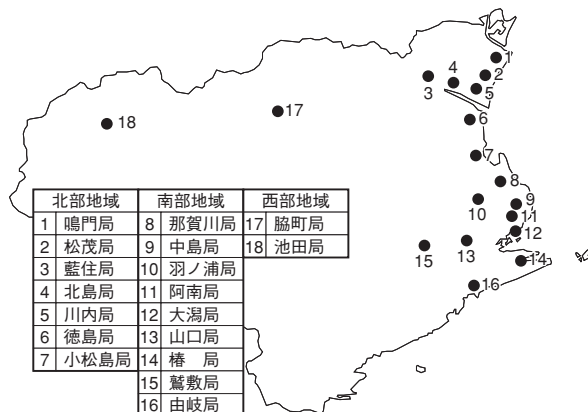 1
2
3
4
5
6
7
8
9
10
11
12
13
14
15
16
17
18
北部地域 南部地域 西部地域
1 鳴門局 8 那賀川局 17 脇町局
2 松茂局 9 中島局 18 池田局
3 藍住局 10 羽ノ浦局
4 北島局 11 阿南局
5 川内局 12 大潟局
6 徳島局 13 山口局
7 小松島局 14 椿 局
15 鷲敷局
16 由岐局